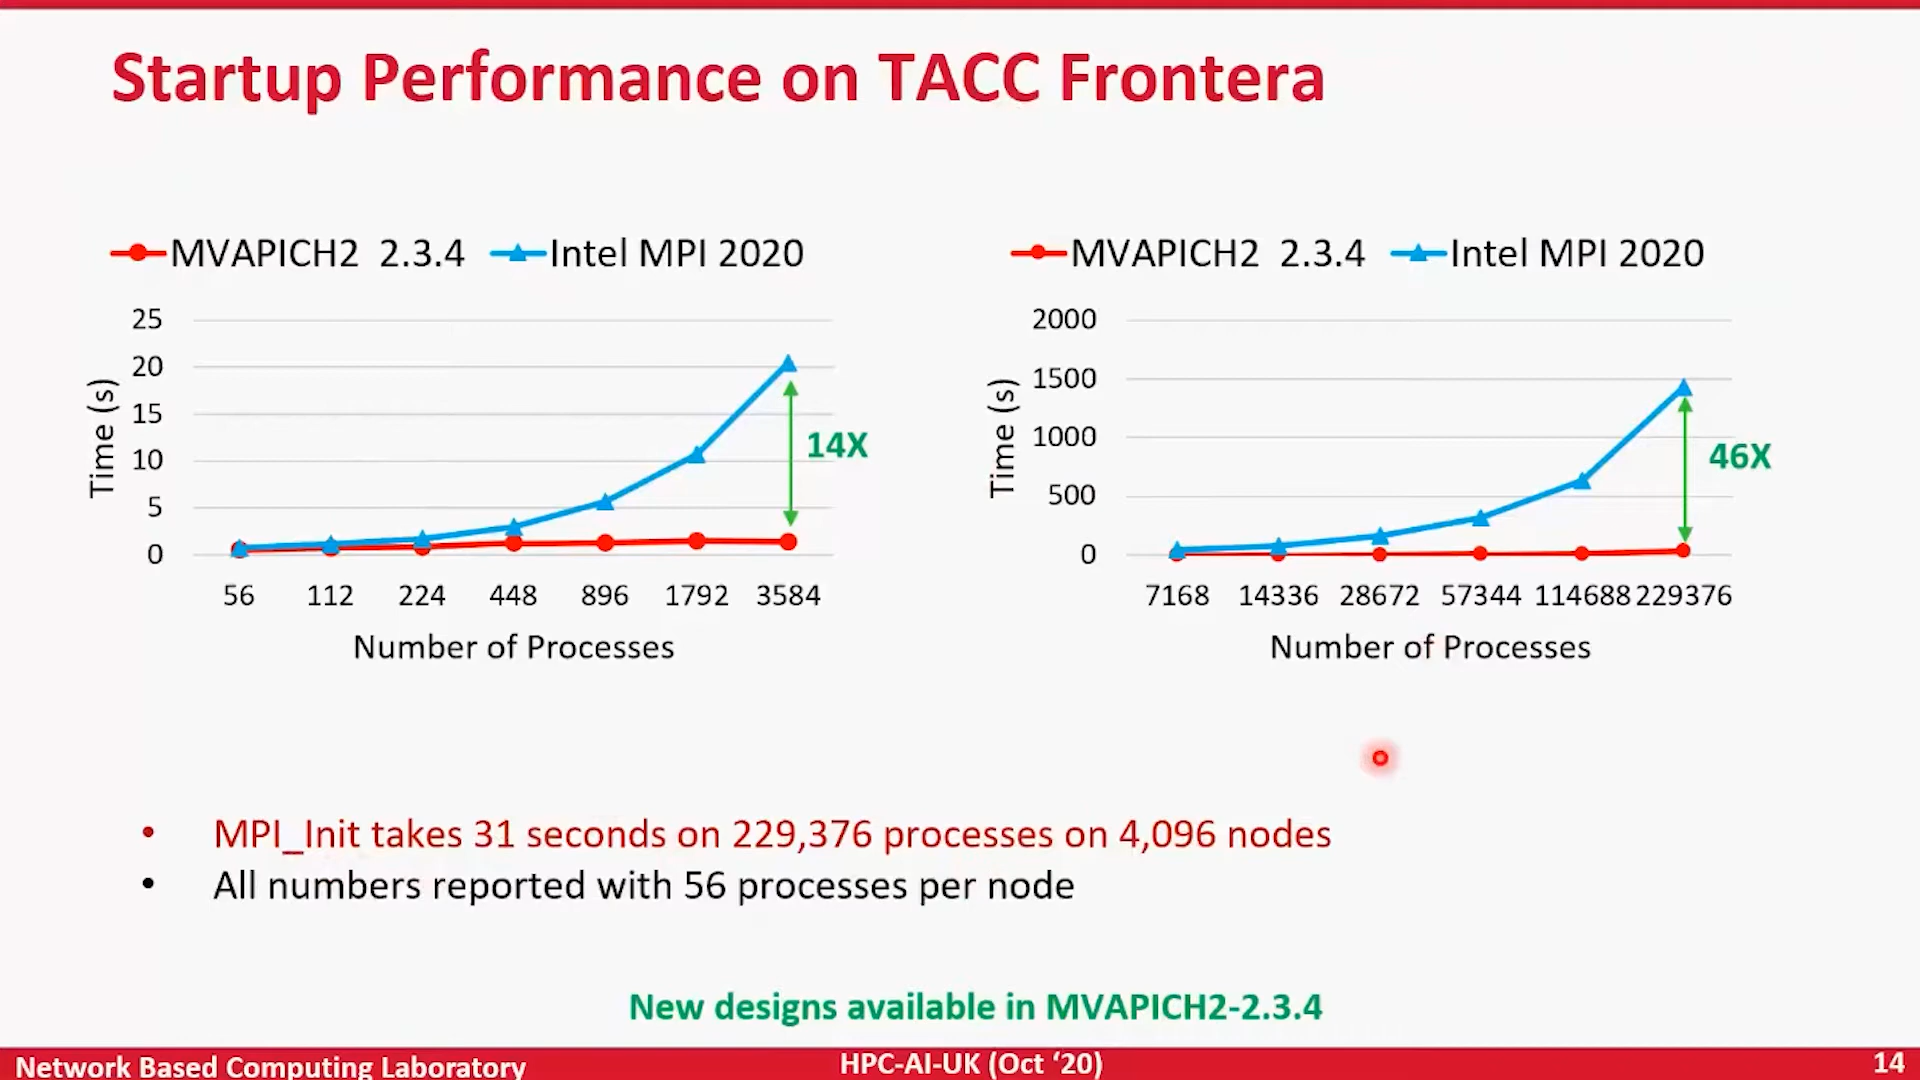 Startup Performance on TACC Frontera
MVAPICH2 2.3.4 Intel MPI 2020
25
20
15
10
5
0
Time (s)
14X
56 112 224 448 896 1792 3584
Number of Processes
MVAPICH2 2.3.4 Intel MPI 2020
2000
1500
1000
500
0
Time (s)
46X
7168 14336 28672 57344 114688 229376
Number of Processes
• MPI_Init takes 31 seconds on 229,376 processes on 4,096 nodes
• All numbers reported with 56 processes per node
New designs available in MVAPICH2-2.3.4
Network Based Computing Laboratory HPC-AI-UK (Oct ‘20) 14